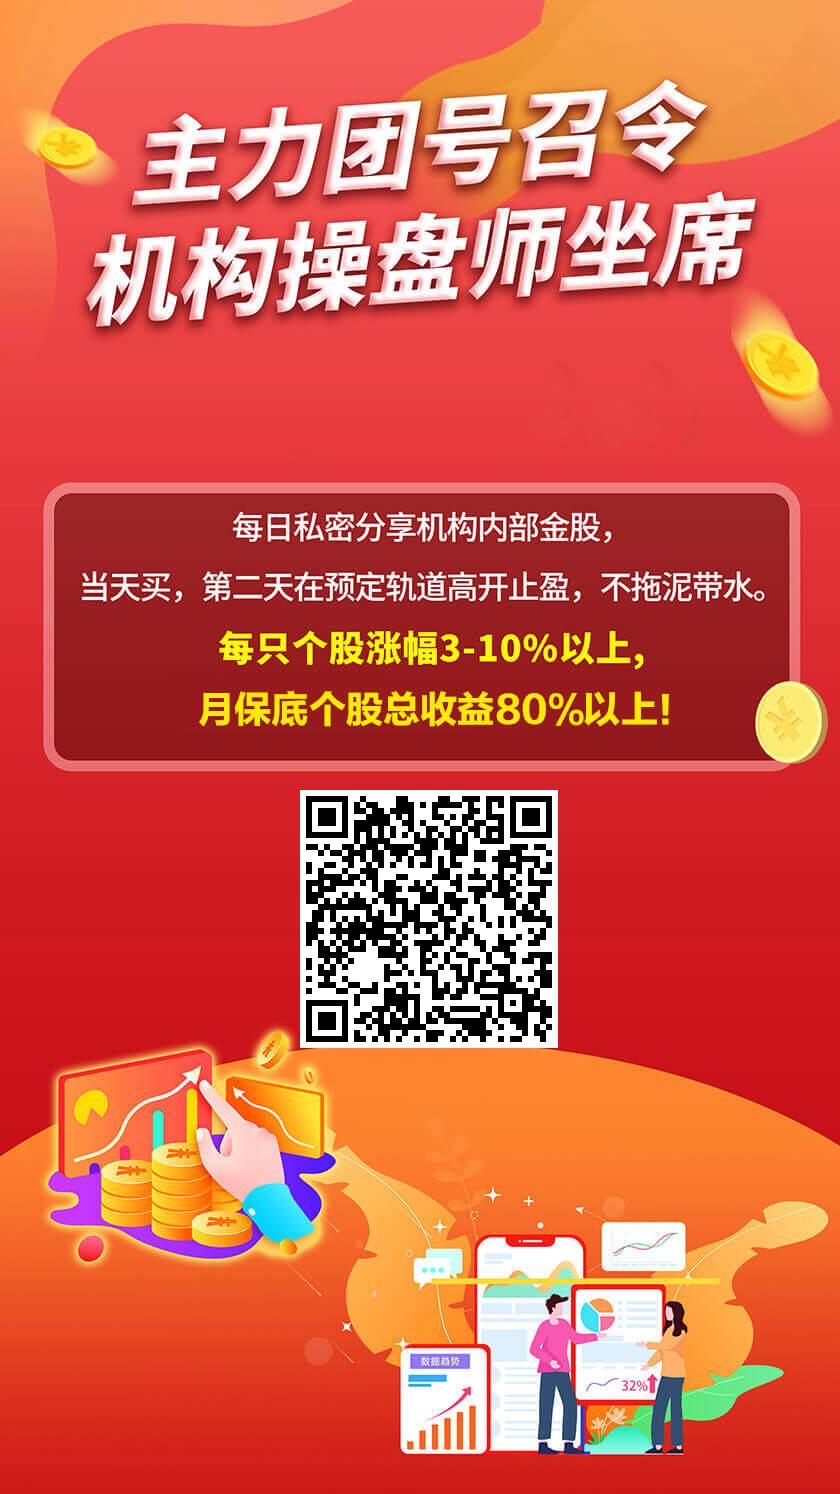 主力团号召令
机构操盘师坐席
每日私密分享机构内部金股，
当天买，第二天在预定轨道高开止盈，不拖泥带水。
每只个股涨幅3-10%以上，
月保底个股总收益80%以上！
数据趋势
32%